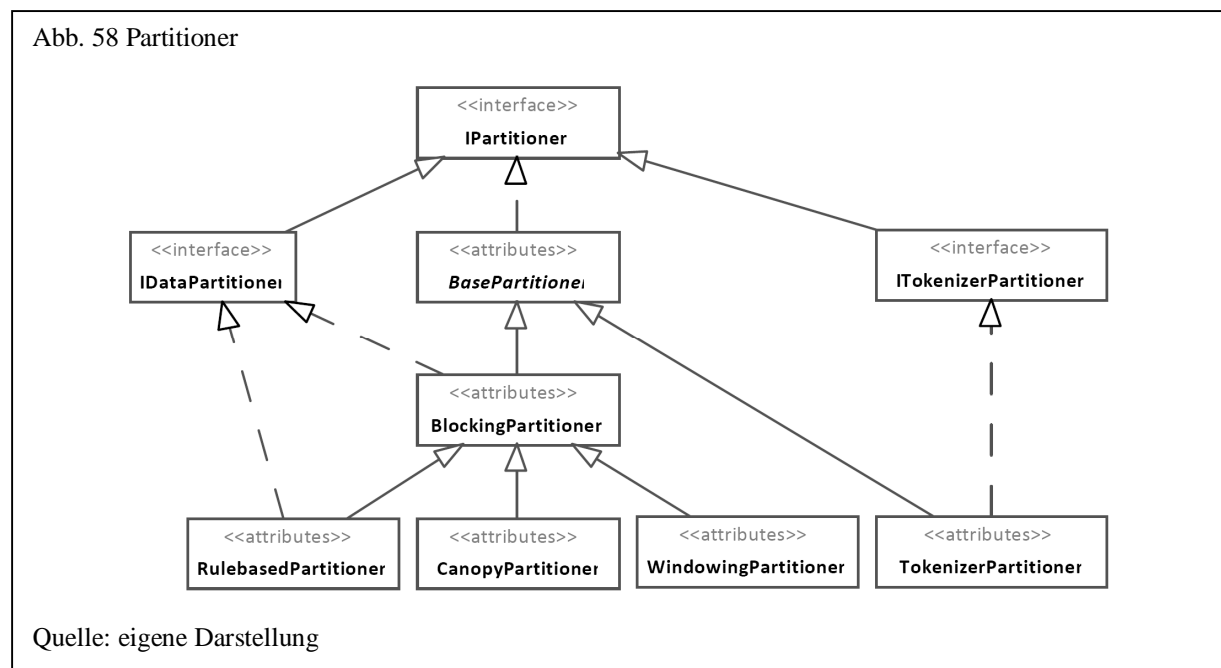 Abb. 58 Partitioner
<<interface>>
IPartitioner
<<interface>>
IDataPartitioner
<<attributes>>
BasePartitioner
<<interface>>
ITokenizerPartitioner
<<attributes>>
BlockingPartitioner
<<attributes>>
RulebasedPartitioner
<<attributes>>
CanopyPartitioner
<<attributes>>
WindowingPartitioner
<<attributes>>
TokenizerPartitioner
Quelle: eigene Darstellung